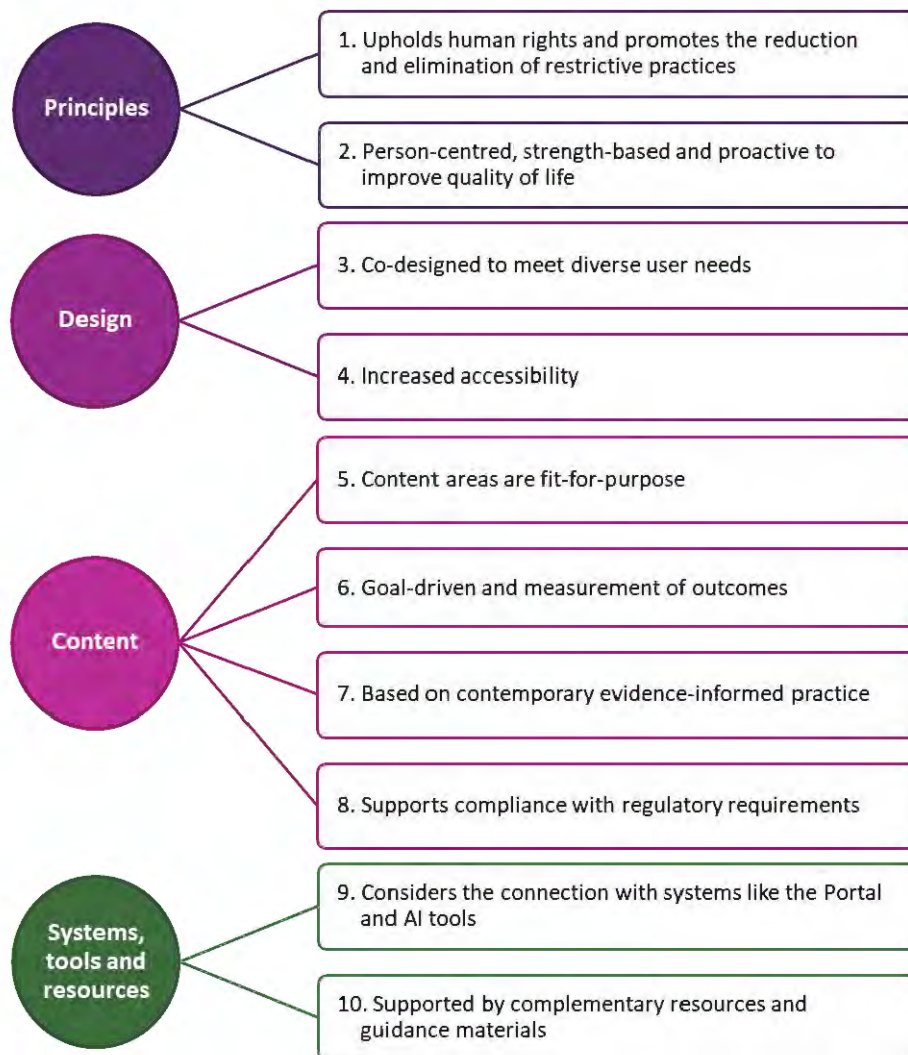 Principles
1. Upholds human rights and promotes the reduction
and elimination of restrictive practices
2. Person-centred, strength-based and proactive to
improve quality of life
Design
3. Co-designed to meet diverse user needs
4. Increased accessibility
Content
5. Content areas are fit-for-purpose
6. Goal-driven and measurement of outcomes
7. Based on contemporary evidence-informed practice
8. Supports compliance with regulatory requirements
Systems,
tools and
resources
9. Considers the connection with systems like the Portal
and AI tools
10. Supported by complementary resources and
guidance materials